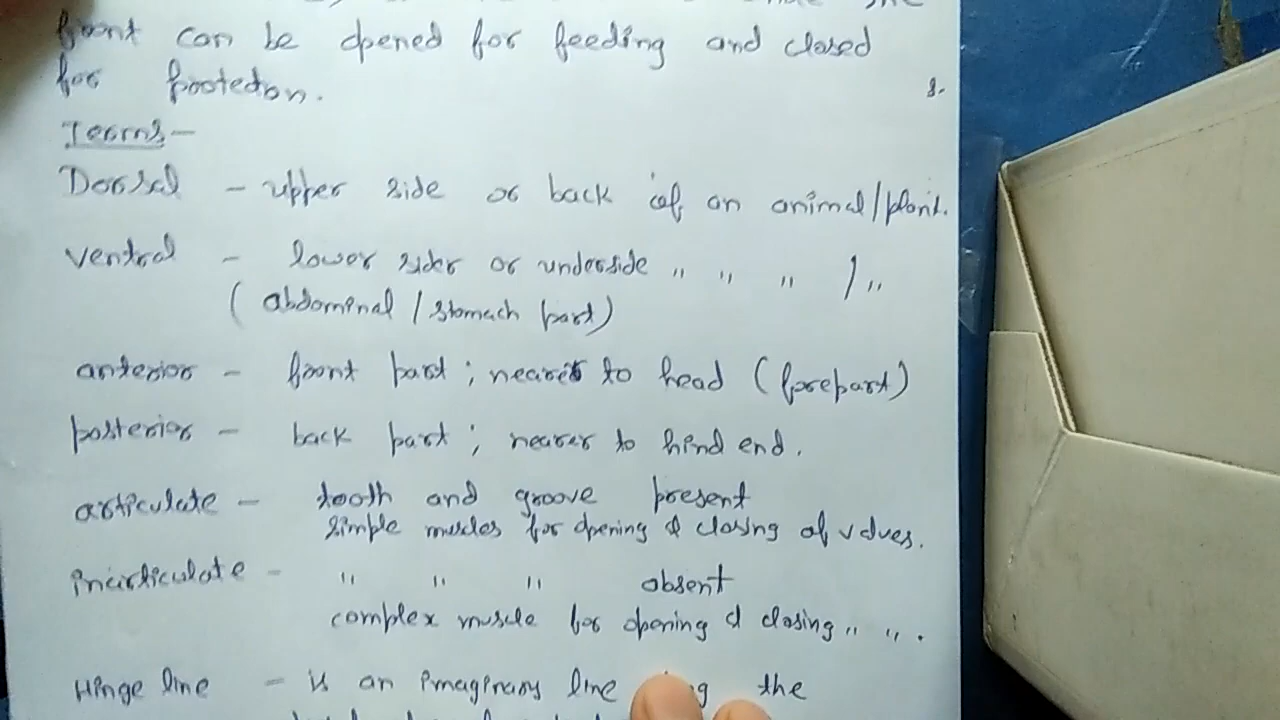 front can be opened for feeding and closed
for protection.
8.
Terms-
Dorsal - upper side or back of an animal/plant.
ventral - lower sider or underside " " " / "
( abdominal / stomach part)
anterior - front part ; nearer to head (forepart)
posterior - back part ; nearer to hind end.
articulate - tooth and groove present
simple muscles for opening & closing of valves.
inarticulate - " " " absent
complex muscle for opening & closing " " .
Hinge line - is an imaginary line the